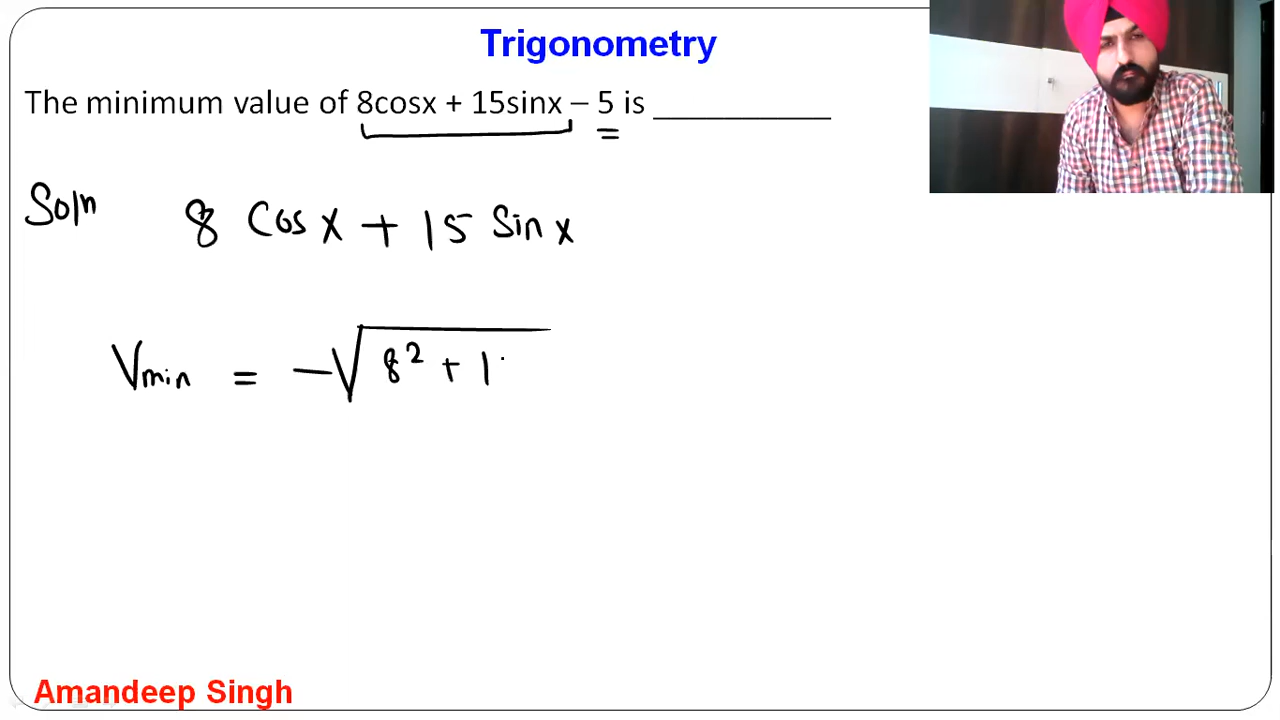 Trigonometry
The minimum value of 8cosx + 15sinx – 5 is ___________
Soln 8 Cos x + 15 Sin x
Vmin = -√8² + 1
Amandeep Singh